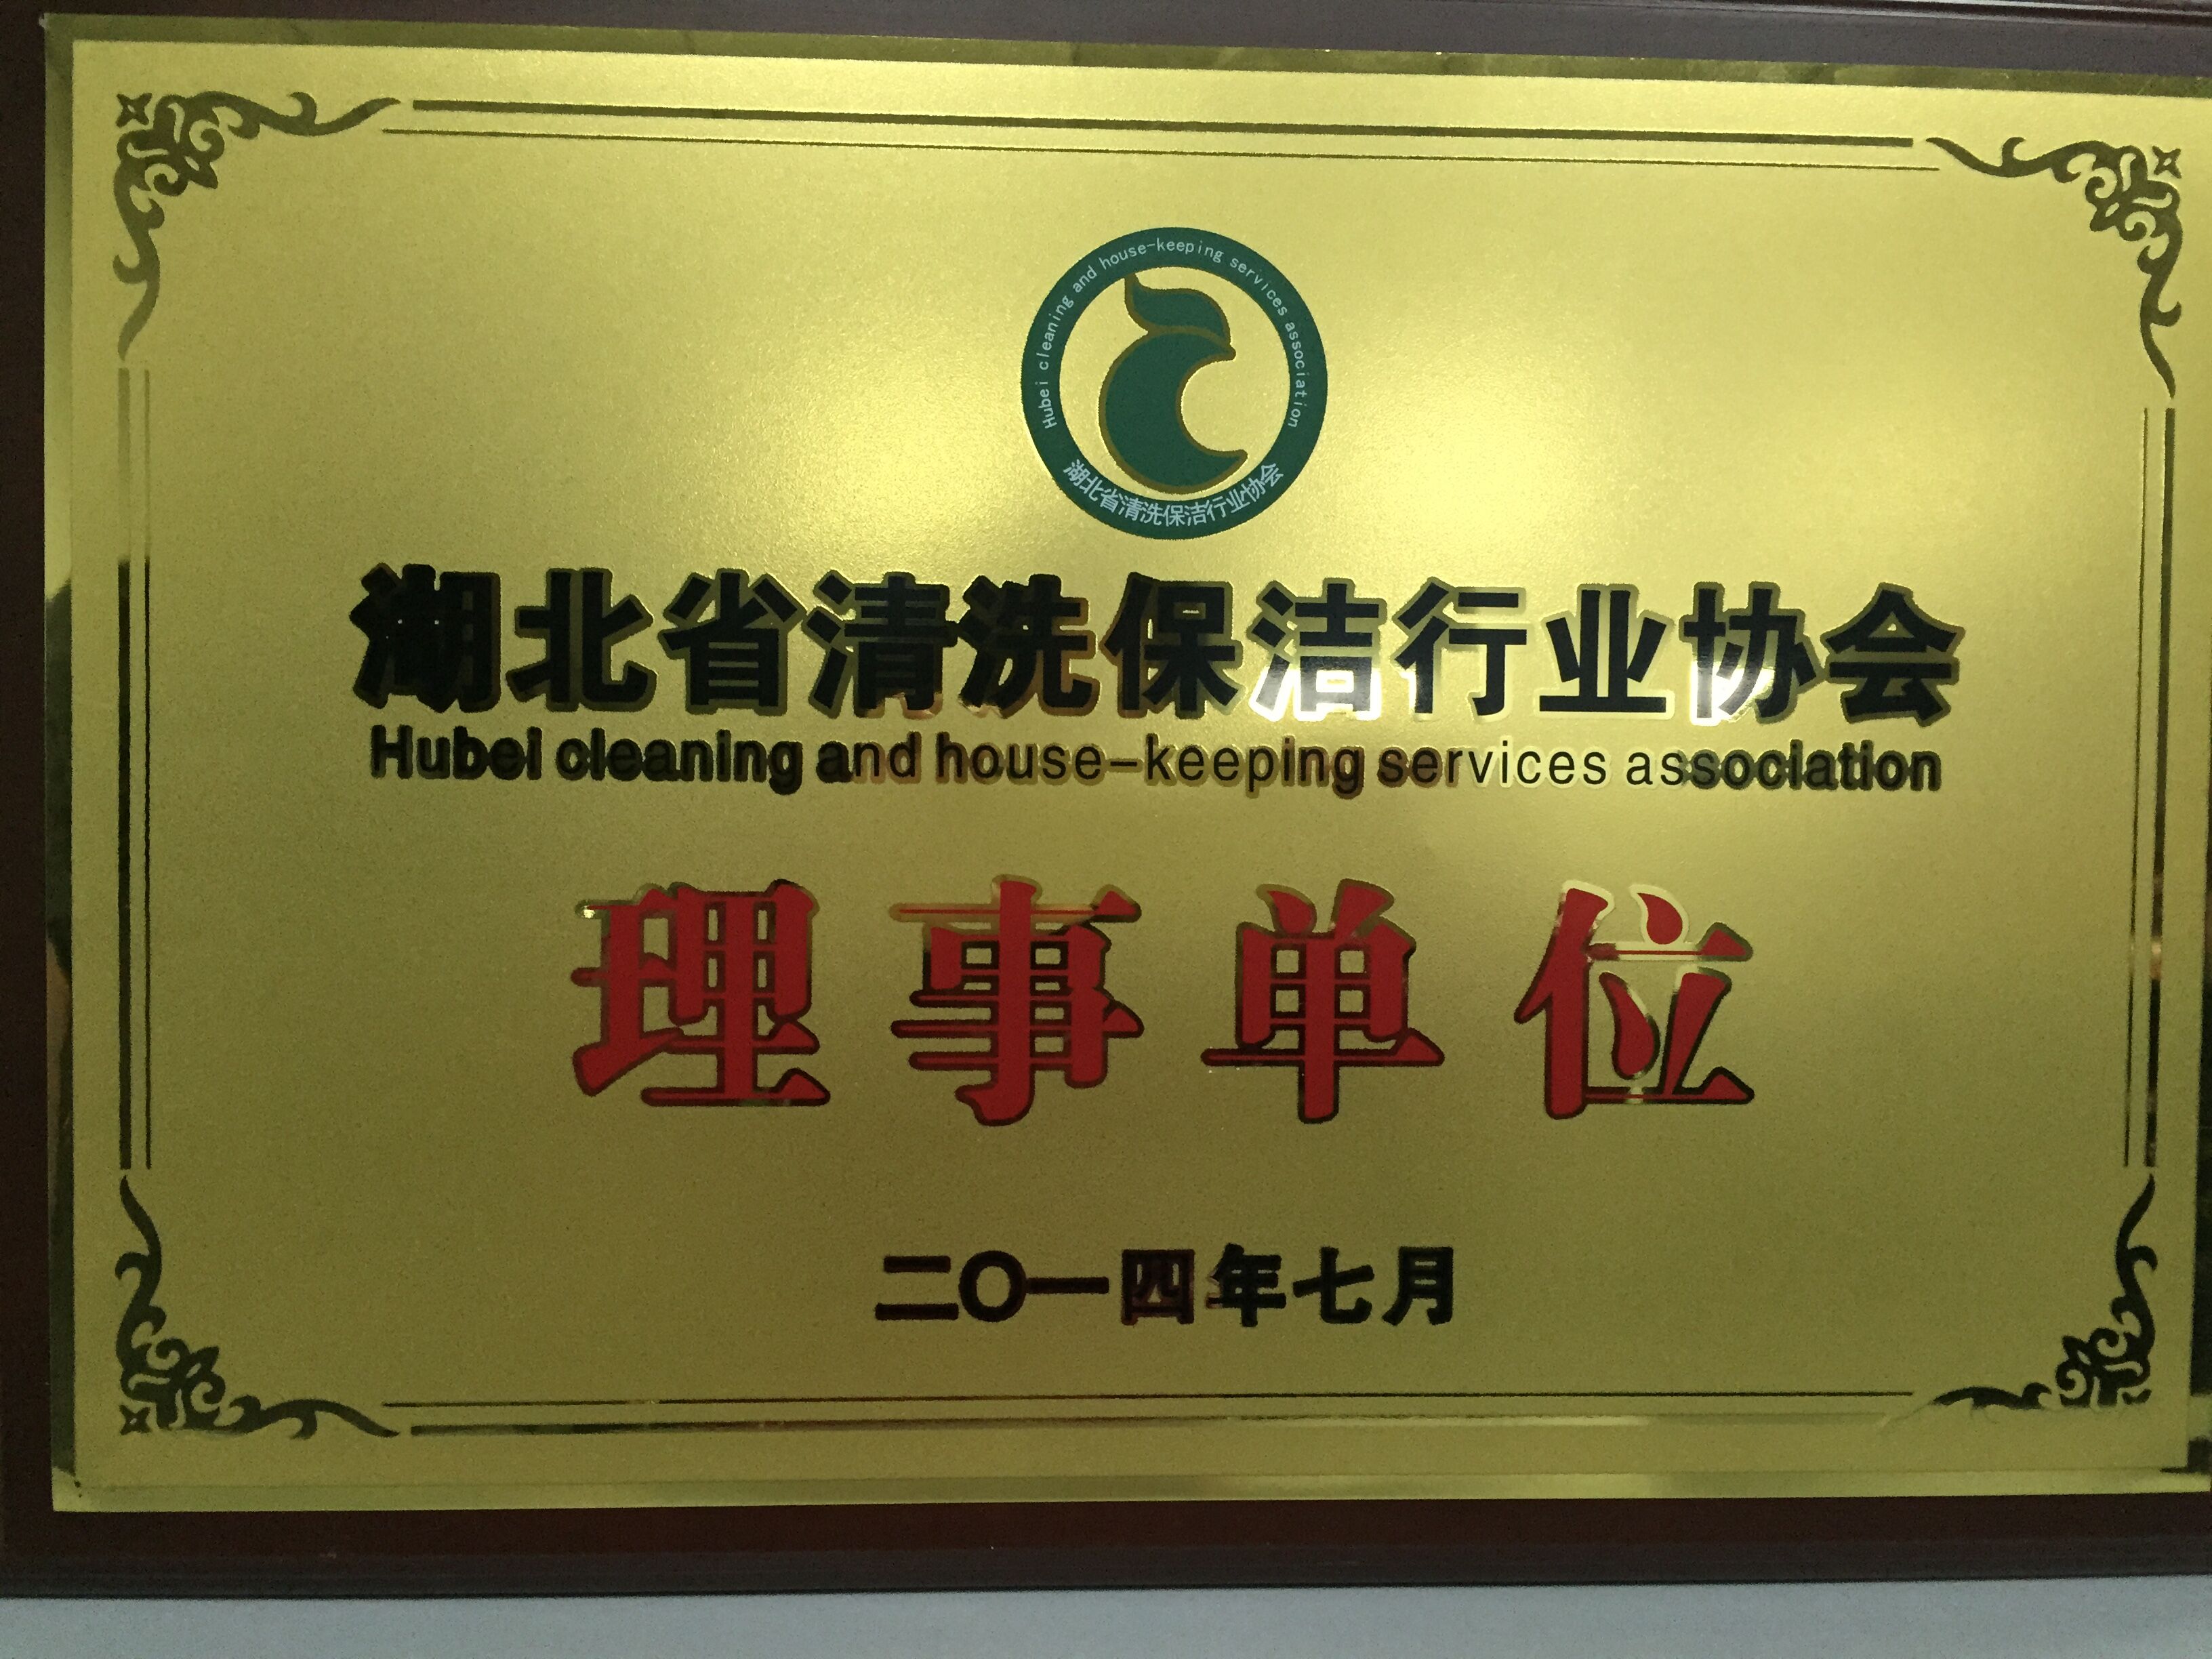 Hubei cleaning and house-keeping services association
湖北省清洗保洁行业协会
湖北省清洗保洁行业协会
Hubei cleaning and house-keeping services association
理事单位
二〇一四年七月